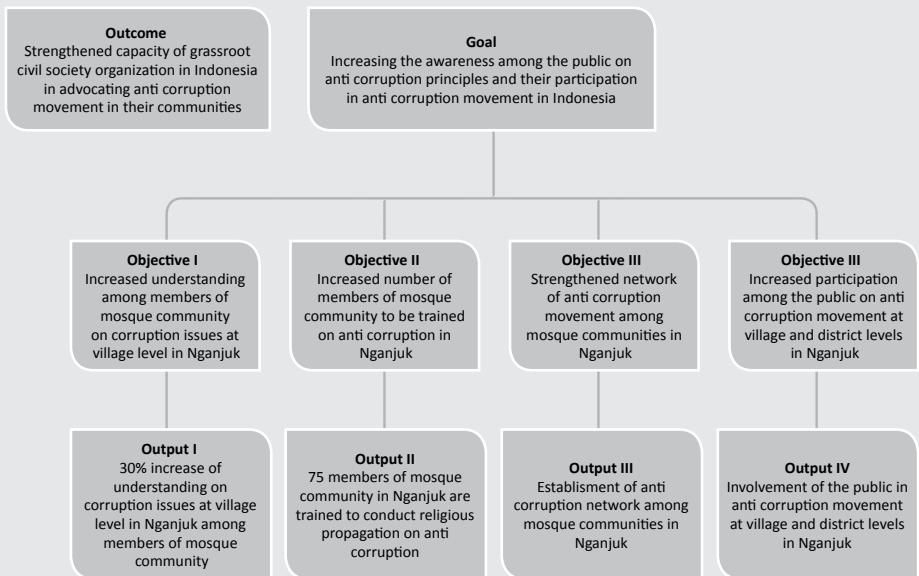 Outcome
Strengthened capacity of grassroot
civil society organization in Indonesia
in advocating anti corruption
movement in their communities
Goal
Increasing the awareness among the public on
anti corruption principles and their participation
in anti corruption movement in Indonesia
Objective I
Increased understanding
among members of
mosque community
on corruption issues at
village level in Nganjuk
Objective II
Increased number of
members of mosque
community to be trained
on anti corruption in
Nganjuk
Objective III
Strengthened network
of anti corruption
movement among
mosque communities in
Nganjuk
Objective III
Increased participation
among the public on anti
corruption movement at
village and district levels
in Nganjuk
Output I
30% increase of
understanding on
corruption issues at village
level in Nganjuk among
members of mosque
community
Output II
75 members of mosque
community in Nganjuk are
trained to conduct religious
propagation on anti
corruption
Output III
Establisment of anti
corruption network among
mosque communities in
Nganjuk
Output IV
Involvement of the public in
anti corruption movement
at village and district levels
in Nganjuk